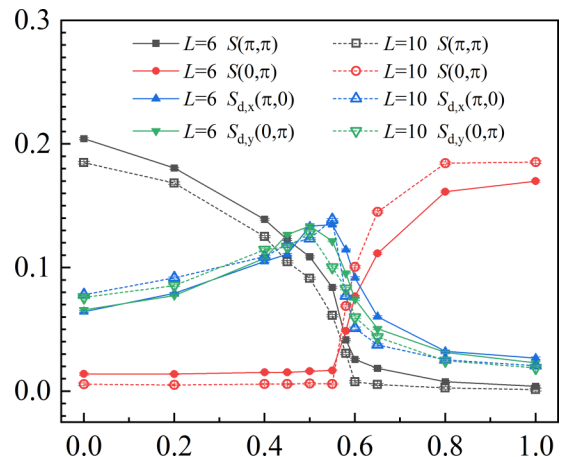 0.3
L=6 S(π,π) L=10 S(π,π)
L=6 S(0,π) L=10 S(0,π)
L=6 S_d,x(π,0) L=10 S_d,x(π,0)
L=6 S_d,y(0,π) L=10 S_d,y(0,π)
0.2
0.1
0.0
0.0 0.2 0.4 0.6 0.8 1.0